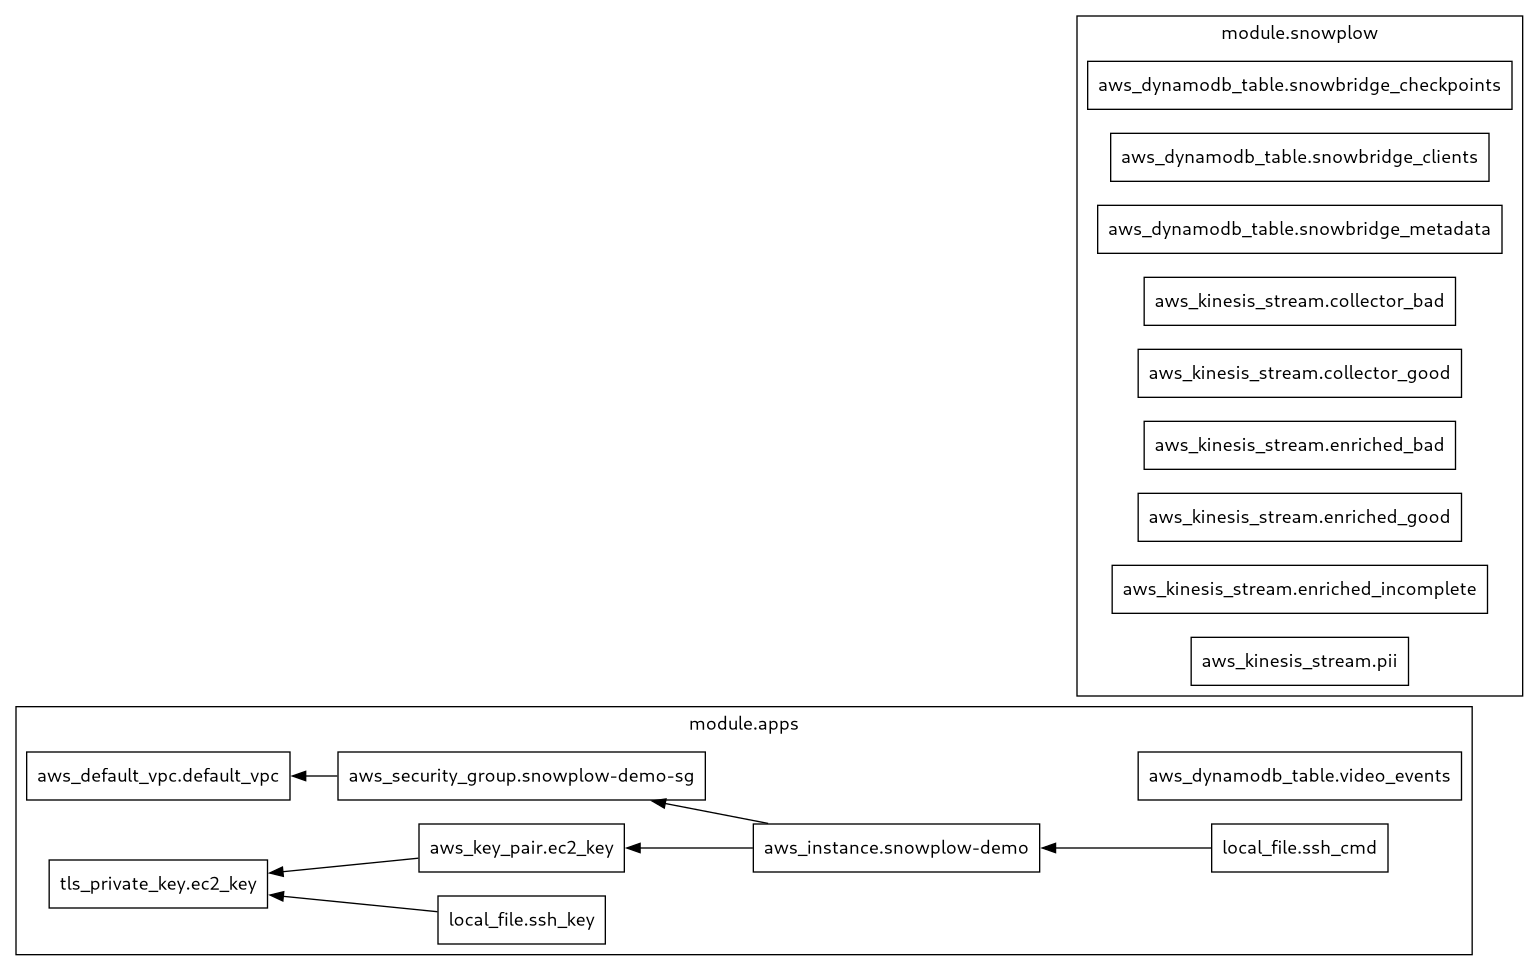 module.snowplow
aws_dynamodb_table.snowbridge_checkpoints
aws_dynamodb_table.snowbridge_clients
aws_dynamodb_table.snowbridge_metadata
aws_kinesis_stream.collector_bad
aws_kinesis_stream.collector_good
aws_kinesis_stream.enriched_bad
aws_kinesis_stream.enriched_good
aws_kinesis_stream.enriched_incomplete
aws_kinesis_stream.pii
module.apps
aws_default_vpc.default_vpc
aws_security_group.snowplow-demo-sg
aws_dynamodb_table.video_events
aws_key_pair.ec2_key
aws_instance.snowplow-demo
local_file.ssh_cmd
tls_private_key.ec2_key
local_file.ssh_key